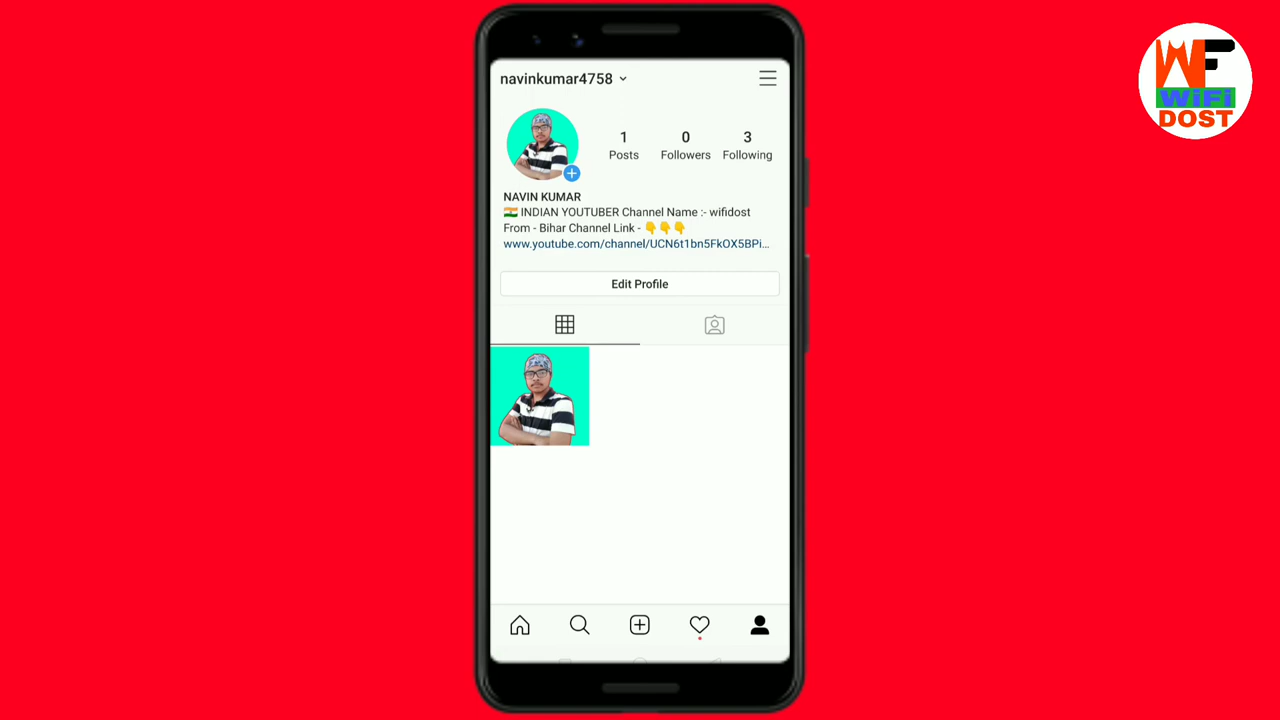 navinkumar4758
1 0 3
Posts Followers Following
NAVIN KUMAR
🇮🇳 INDIAN YOUTUBER Channel Name :- wifidost
From - Bihar Channel Link - 👇👇👇
www.youtube.com/channel/UCN6t1bn5FkOX5BPi...
Edit Profile
WF
WiFi
DOST